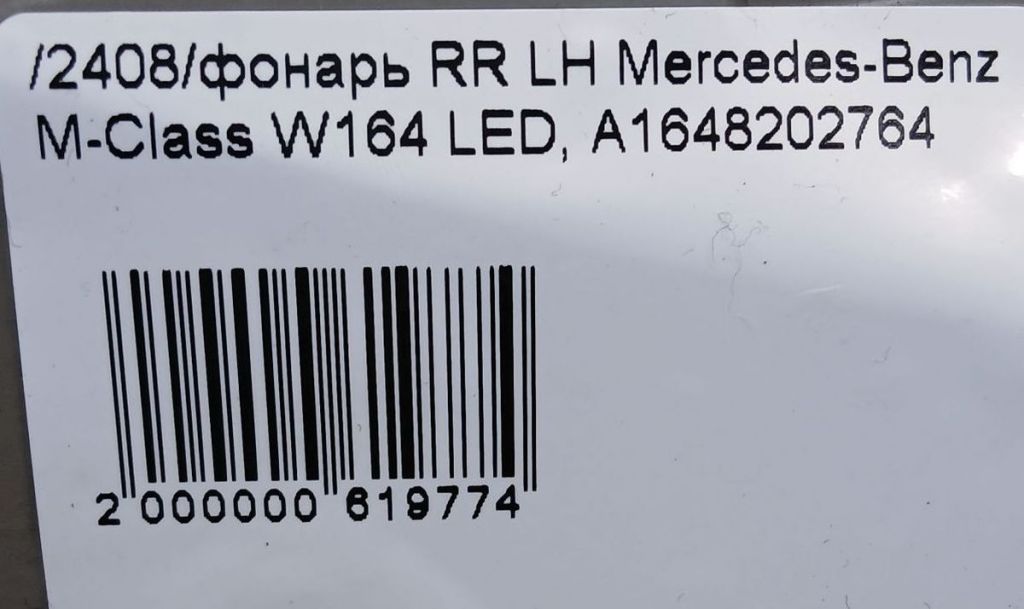 /2408/фонарь RR LH Mercedes-Benz
M-Class W164 LED, A1648202764
2 000000 619774